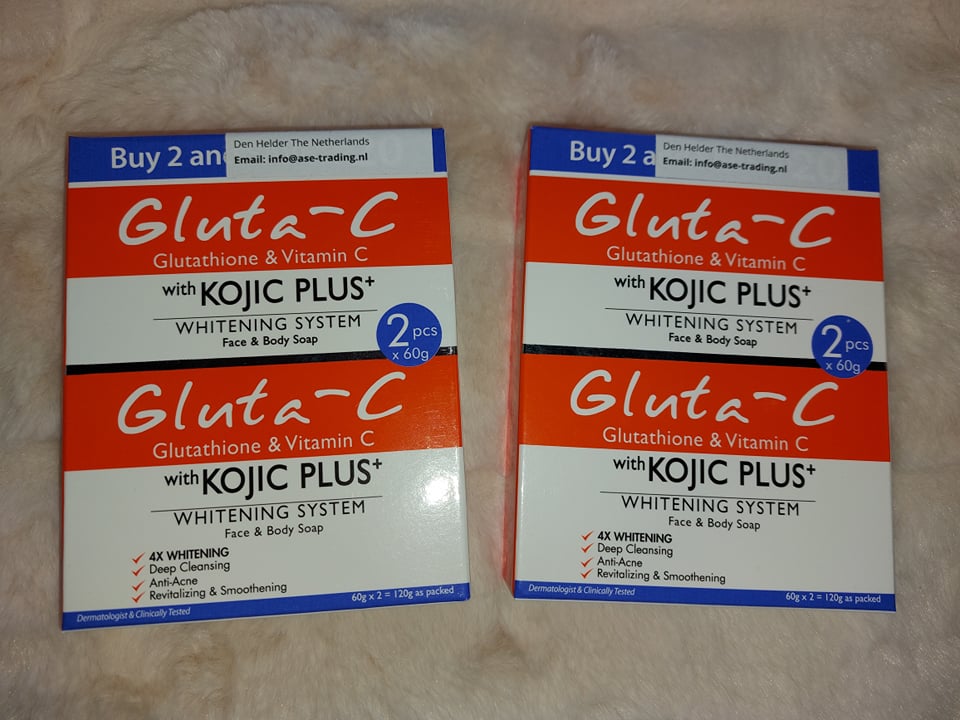 Buy 2 an
Den Helder The Netherlands
Email: info@ase-trading.nl
Gluta-C
Glutathione & Vitamin C
with KOJIC PLUS+
WHITENING SYSTEM
Face & Body Soap
2 pcs
x 60g
Gluta-C
Glutathione & Vitamin C
with KOJIC PLUS+
WHITENING SYSTEM
Face & Body Soap
4X WHITENING
Deep Cleansing
Anti-Acne
Revitalizing & Smoothening
Dermatologist & Clinically Tested
60g x 2 = 120g as packed
Buy 2 a
Den Helder The Netherlands
Email: info@ase-trading.nl
Gluta-C
Glutathione & Vitamin C
with KOJIC PLUS+
WHITENING SYSTEM
Face & Body Soap
2 pcs
x 60g
Gluta-C
Glutathione & Vitamin C
with KOJIC PLUS+
WHITENING SYSTEM
Face & Body Soap
4X WHITENING
Deep Cleansing
Anti-Acne
Revitalizing & Smoothening
Dermatologist & Clinically Tested
60g x 2 = 120g as packed